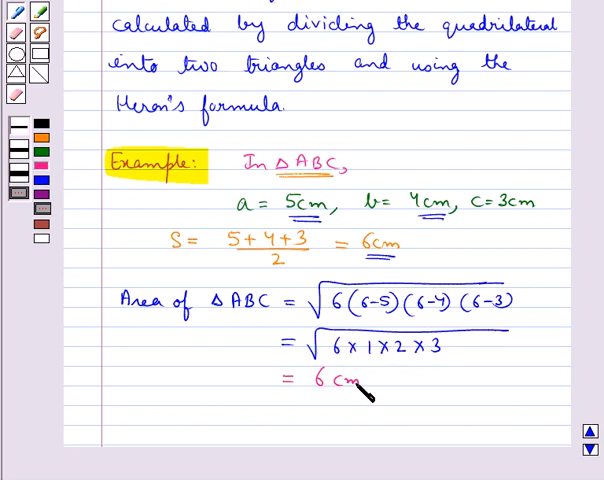 calculated by dividing the quadrilateral
into two triangles and using the
Heron's formula.
Example: In △ABC,
a = 5cm, b = 4cm, c = 3cm
S = 5+4+3/2 = 6cm
Area of △ABC = √6(6-5)(6-4)(6-3)
= √6×1×2×3
= 6 cm